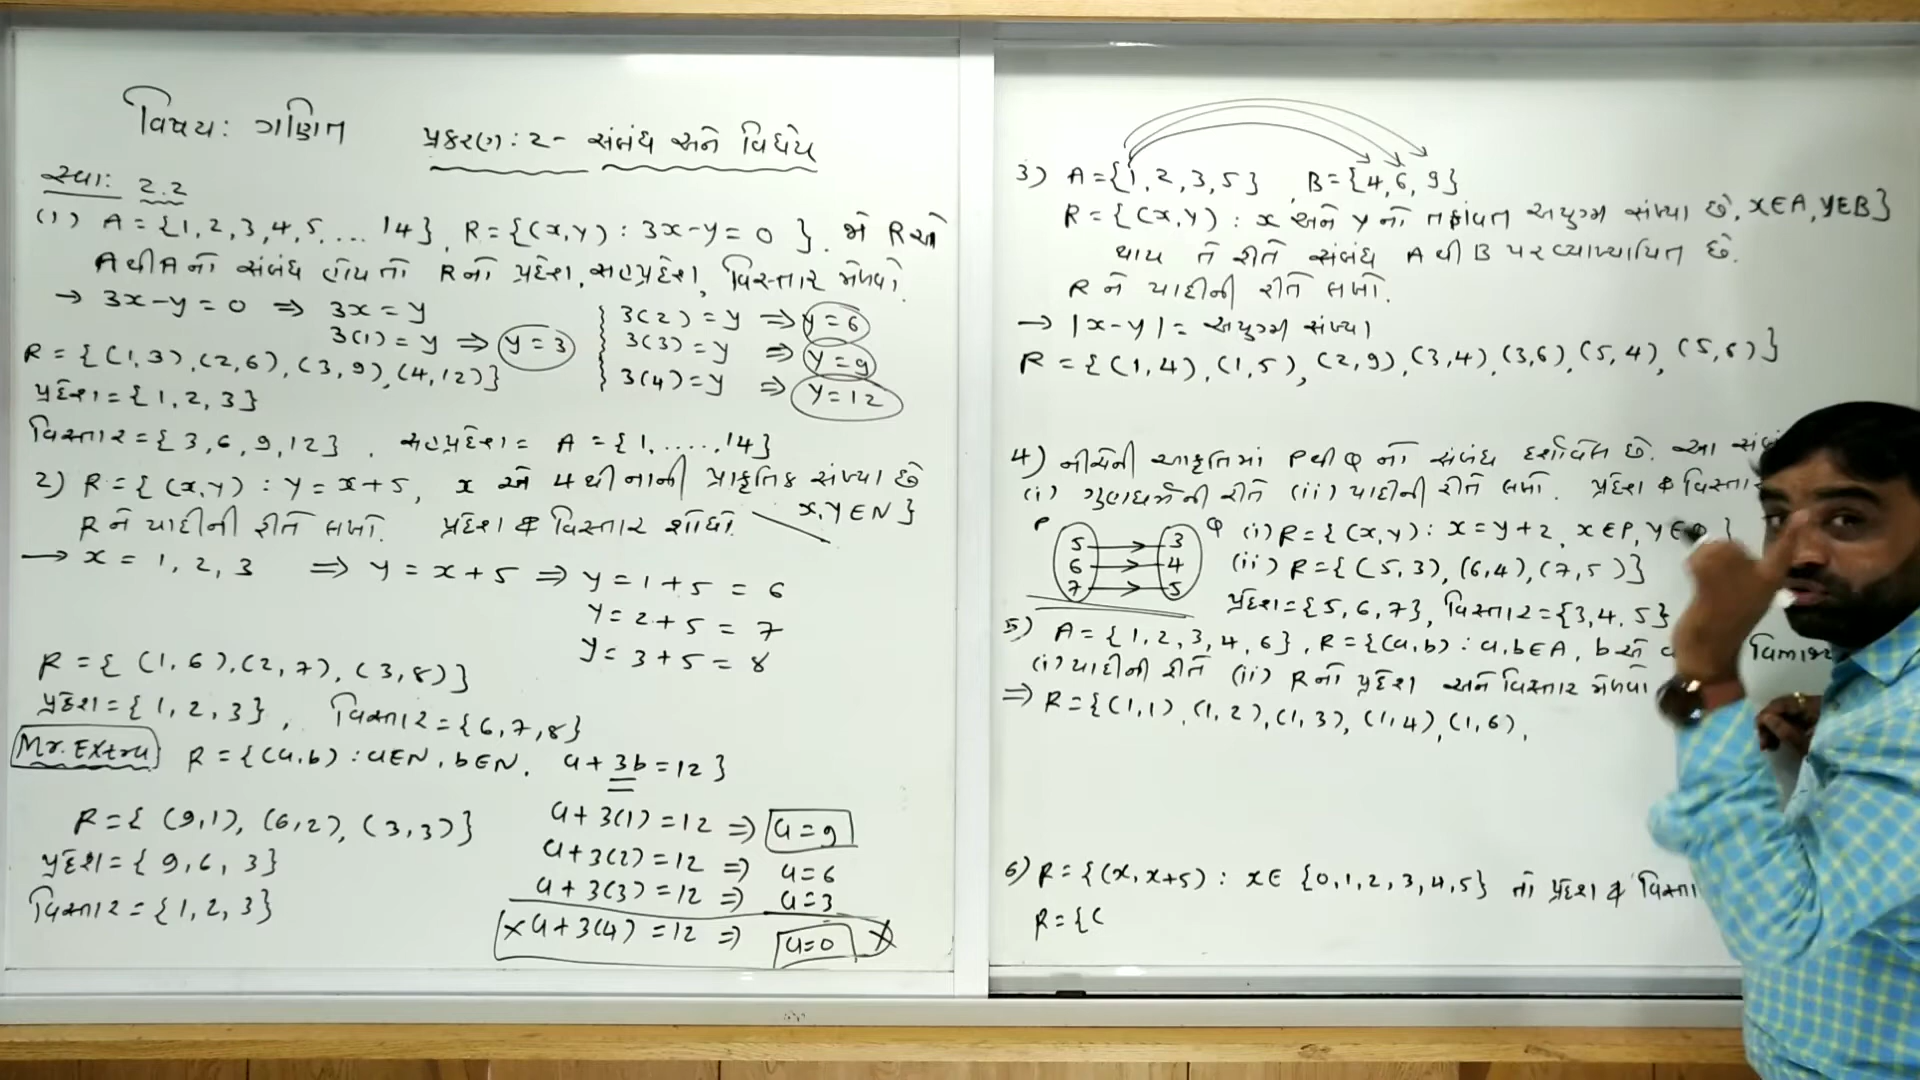 વિષય: ગણિત
પ્રકરણ: ૨- સંબંધ અને વિધેય
સ્વા: 2.2
(1) A = {1, 2, 3, 4, 5, ... 14}, R = {(x, y) : 3x-y = 0 }. જો R એ
A થી A નો સંબંધ હોય તો R નો પ્રદેશ, સહપ્રદેશ, વિસ્તાર મેળવો.
→ 3x-y = 0 ⇒ 3x = y
3(1) = y ⇒ y = 3
3(2) = y ⇒ y = 6
3(3) = y ⇒ y = 9
3(4) = y ⇒ y = 12
R = { (1, 3), (2, 6), (3, 9), (4, 12)}
પ્રદેશ = {1, 2, 3}
વિસ્તાર = {3, 6, 9, 12}, સહપ્રદેશ = A = {1, ..... 14}
2) R = { (x, y) : y = x+5, x એ 4 થી નાની પ્રાકૃતિક સંખ્યા છે
x, y ∈ N }
R ને યાદીની રીતે લખો. પ્રદેશ & વિસ્તાર શોધો.
→ x = 1, 2, 3 ⇒ y = x+5 ⇒ y = 1+5 = 6
y = 2+5 = 7
y = 3+5 = 8
R = { (1, 6), (2, 7), (3, 8)}
પ્રદેશ = {1, 2, 3}, વિસ્તાર = {6, 7, 8}
Mr. Extra R = {(a, b) : a∈N, b∈N, a + 3b = 12}
R = { (9, 1), (6, 2), (3, 3)}
પ્રદેશ = { 9, 6, 3}
વિસ્તાર = {1, 2, 3}
a + 3(1) = 12 ⇒ a = 9
a + 3(2) = 12 ⇒ a = 6
a + 3(3) = 12 ⇒ a = 3
x a + 3(4) = 12 ⇒ a = 0 x
3) A = {1, 2, 3, 5}, B = {4, 6, 9}
R = {(x, y) : x અને y નો તફાવત અયુગ્મ સંખ્યા છે, x∈A, y∈B}
થાય તે રીતે સંબંધ A થી B પર વ્યાખ્યાયિત છે.
R ને યાદીની રીતે લખો.
→ |x-y| = અયુગ્મ સંખ્યા
R = { (1, 4), (1, 5), (2, 9), (3, 4), (3, 6), (5, 4), (5, 6)}
4) નીચેની આકૃતિમાં P થી Q નો સંબંધ દર્શાવેલ છે. આ
(i) ગુણધર્મની રીતે (ii) યાદીની રીતે લખો. પ્રદેશ &
P Q
5 → 3
6 → 4
7 → 5
(i) R = { (x, y) : x = y+2, x∈P, y∈Q }
(ii) R = { (5, 3), (6, 4), (7, 5)}
પ્રદેશ = {5, 6, 7}, વિસ્તાર = {3, 4, 5}
5) A = {1, 2, 3, 4, 6}, R = {(a, b) : a, b∈A, b એ
(i) યાદીની રીતે (ii) R નો પ્રદેશ અને વિસ્તાર મેળવો
⇒ R = {(1, 1), (1, 2), (1, 3), (1, 4), (1, 6),
6) R = {(x, x+5) : x∈ {0, 1, 2, 3, 4, 5} તો પ્રદેશ &
R = {(